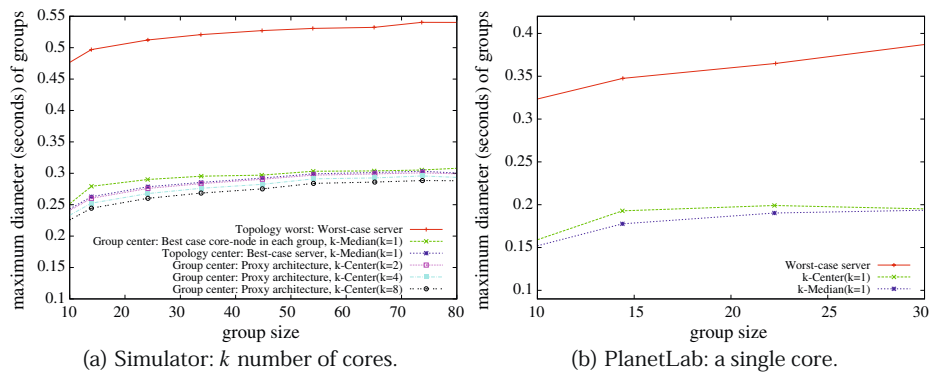 maximum diameter (seconds) of groups
0.55
0.5
0.45
0.4
0.35
0.3
0.25
0.2
0.15
0.1
Topology worst: Worst-case server
Group center: Best case core-node in each group, k-Median(k=1)
Topology center: Best-case server, k-Median(k=1)
Group center: Proxy architecture, k-Center(k=2)
Group center: Proxy architecture, k-Center(k=4)
Group center: Proxy architecture, k-Center(k=8)
10 20 30 40 50 60 70 80
group size
(a) Simulator: k number of cores.
maximum diameter (seconds) of groups
0.4
0.35
0.3
0.25
0.2
0.15
0.1
Worst-case server
k-Center(k=1)
k-Median(k=1)
10 15 20 25 30
group size
(b) PlanetLab: a single core.